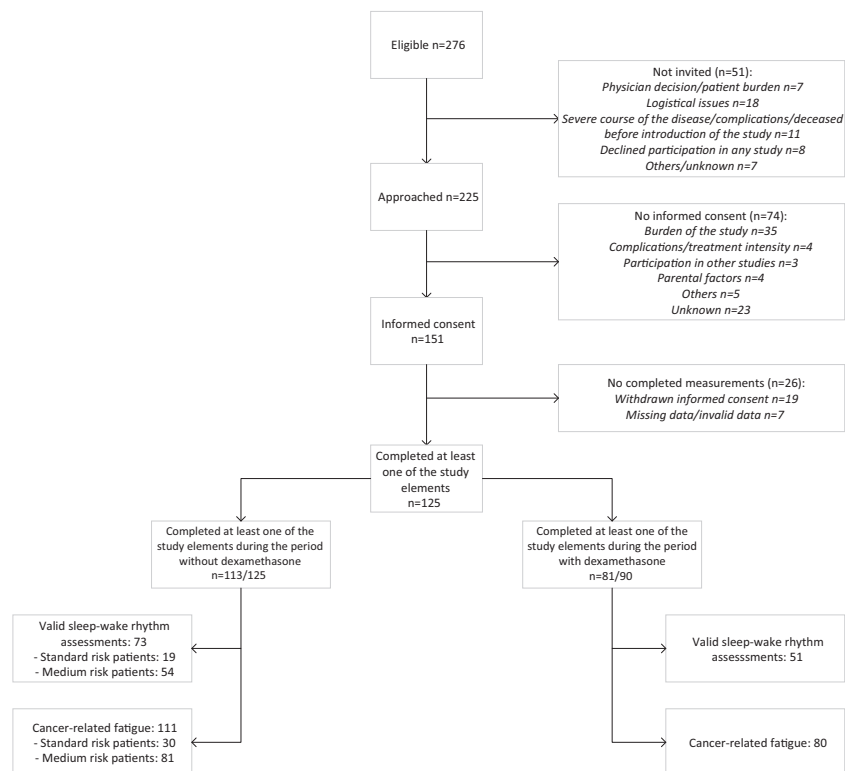 Eligible n=276
Not invited (n=51):
Physician decision/patient burden n=7
Logistical issues n=18
Severe course of the disease/complications/deceased
before introduction of the study n=11
Declined participation in any study n=8
Others/unknown n=7
Approached n=225
No informed consent (n=74):
Burden of the study n=35
Complications/treatment intensity n=4
Participation in other studies n=3
Parental factors n=4
Others n=5
Unknown n=23
Informed consent
n=151
No completed measurements (n=26):
Withdrawn informed consent n=19
Missing data/invalid data n=7
Completed at least
one of the study
elements
n=125
Completed at least one of the
study elements during the period
without dexamethasone
n=113/125
Completed at least one of the
study elements during the period
with dexamethasone
n=81/90
Valid sleep-wake rhythm
assessments: 73
- Standard risk patients: 19
- Medium risk patients: 54
Valid sleep-wake rhythm
assesssments: 51
Cancer-related fatigue: 111
- Standard risk patients: 30
- Medium risk patients: 81
Cancer-related fatigue: 80